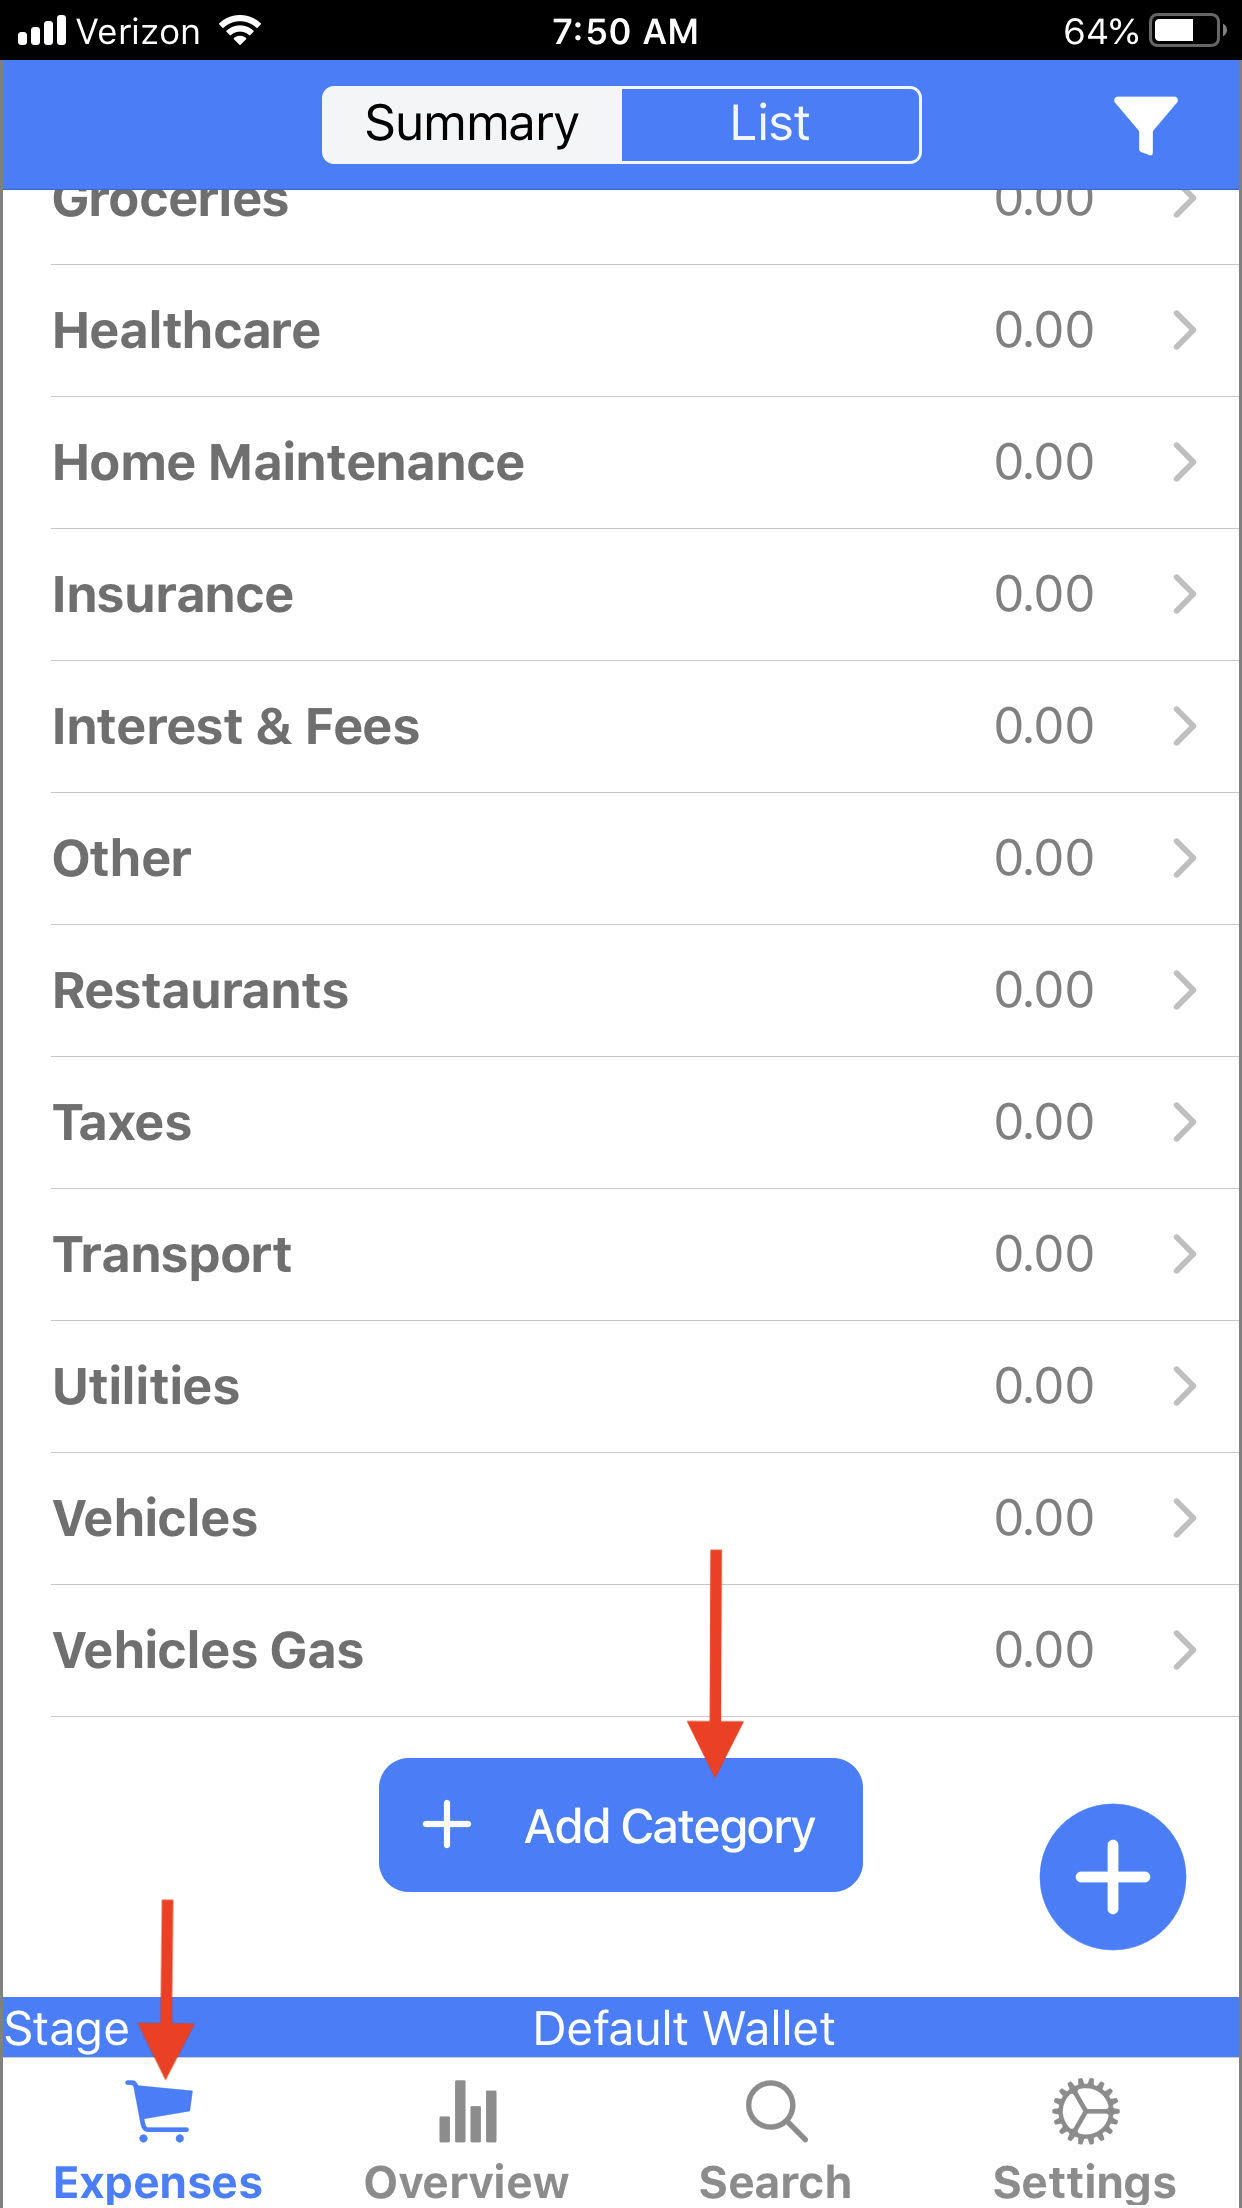 Verizon 7:50 AM 64%
Summary List
Groceries 0.00
Healthcare 0.00
Home Maintenance 0.00
Insurance 0.00
Interest & Fees 0.00
Other 0.00
Restaurants 0.00
Taxes 0.00
Transport 0.00
Utilities 0.00
Vehicles 0.00
Vehicles Gas 0.00
+ Add Category
Stage Default Wallet
Expenses Overview Search Settings